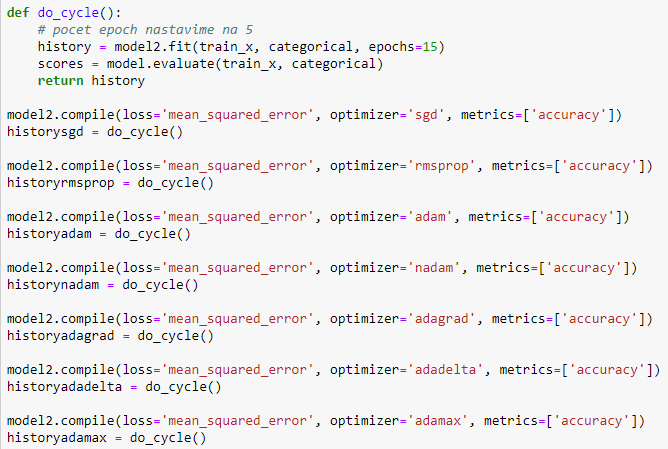 def do_cycle():
# pocet epoch nastavime na 5
history = model2.fit(train_x, categorical, epochs=15)
scores = model.evaluate(train_x, categorical)
return history
model2.compile(loss='mean_squared_error', optimizer='sgd', metrics=['accuracy'])
historysgd = do_cycle()
model2.compile(loss='mean_squared_error', optimizer='rmsprop', metrics=['accuracy'])
historyrmsprop = do_cycle()
model2.compile(loss='mean_squared_error', optimizer='adam', metrics=['accuracy'])
historyadam = do_cycle()
model2.compile(loss='mean_squared_error', optimizer='nadam', metrics=['accuracy'])
historynadam = do_cycle()
model2.compile(loss='mean_squared_error', optimizer='adagrad', metrics=['accuracy'])
historyadagrad = do_cycle()
model2.compile(loss='mean_squared_error', optimizer='adadelta', metrics=['accuracy'])
historyadadelta = do_cycle()
model2.compile(loss='mean_squared_error', optimizer='adamax', metrics=['accuracy'])
historyadamax = do_cycle()